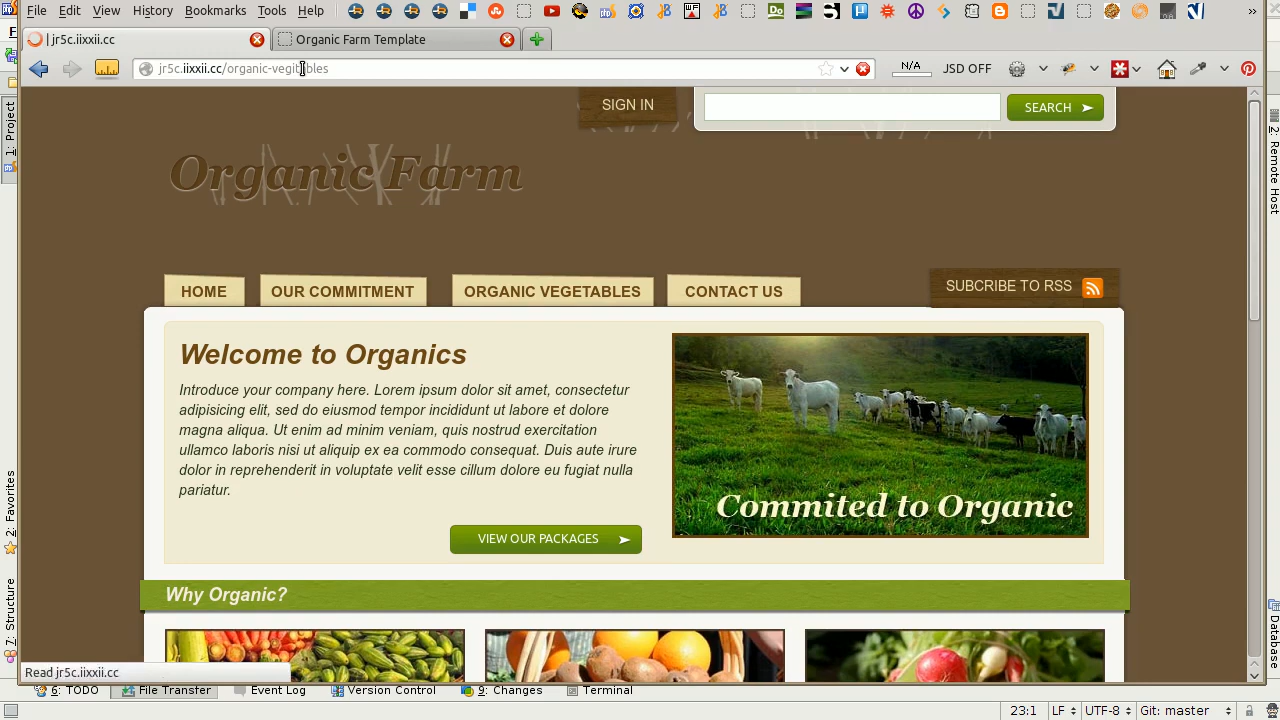 File Edit View History Bookmarks Tools Help
| jr5c.iixxii.cc
Organic Farm Template
jr5c.iixxii.cc/organic-vegitables
N/A
JSD OFF
SIGN IN
SEARCH
Organic Farm
HOME
OUR COMMITMENT
ORGANIC VEGETABLES
CONTACT US
SUBCRIBE TO RSS
Welcome to Organics
Introduce your company here. Lorem ipsum dolor sit amet, consectetur
adipisicing elit, sed do eiusmod tempor incididunt ut labore et dolore
magna aliqua. Ut enim ad minim veniam, quis nostrud exercitation
ullamco laboris nisi ut aliquip ex ea commodo consequat. Duis aute irure
dolor in reprehenderit in voluptate velit esse cillum dolore eu fugiat nulla
pariatur.
VIEW OUR PACKAGES
Commited to Organic
Why Organic?
Read jr5c.iixxii.cc
1: Project
2: Favorites
7: Structure
2: Remote Host
Database
6: TODO
File Transfer
Event Log
Version Control
9: Changes
Terminal
23:1
LF
UTF-8
Git: master